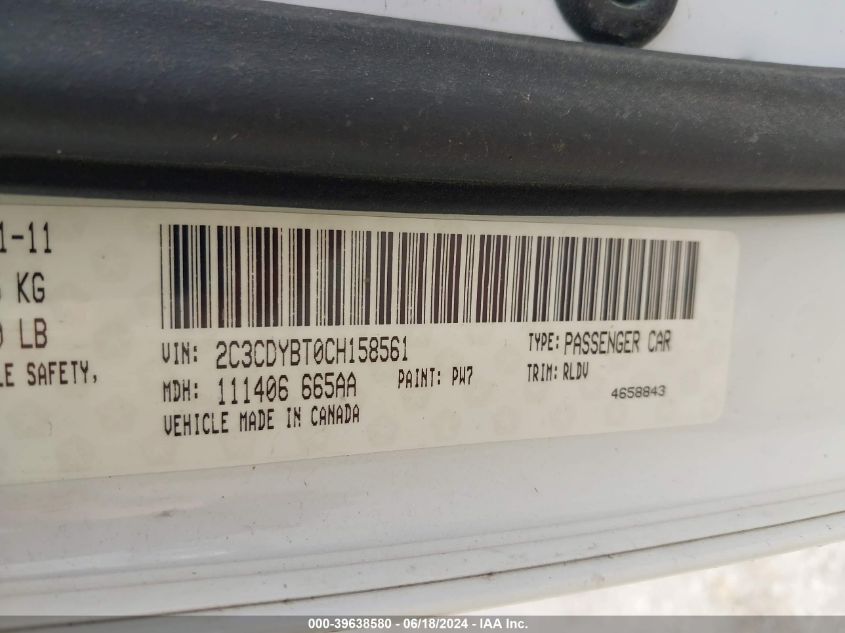 1-11
KG
LB
LE SAFETY,
VIN: 2C3CDYBT0CH158561
TYPE: PASSENGER CAR
MDH: 111406 665AA
PAINT: PW7
TRIM: RLDV
4658843
VEHICLE MADE IN CANADA
000-39638580 - 06/18/2024 - IAA Inc.